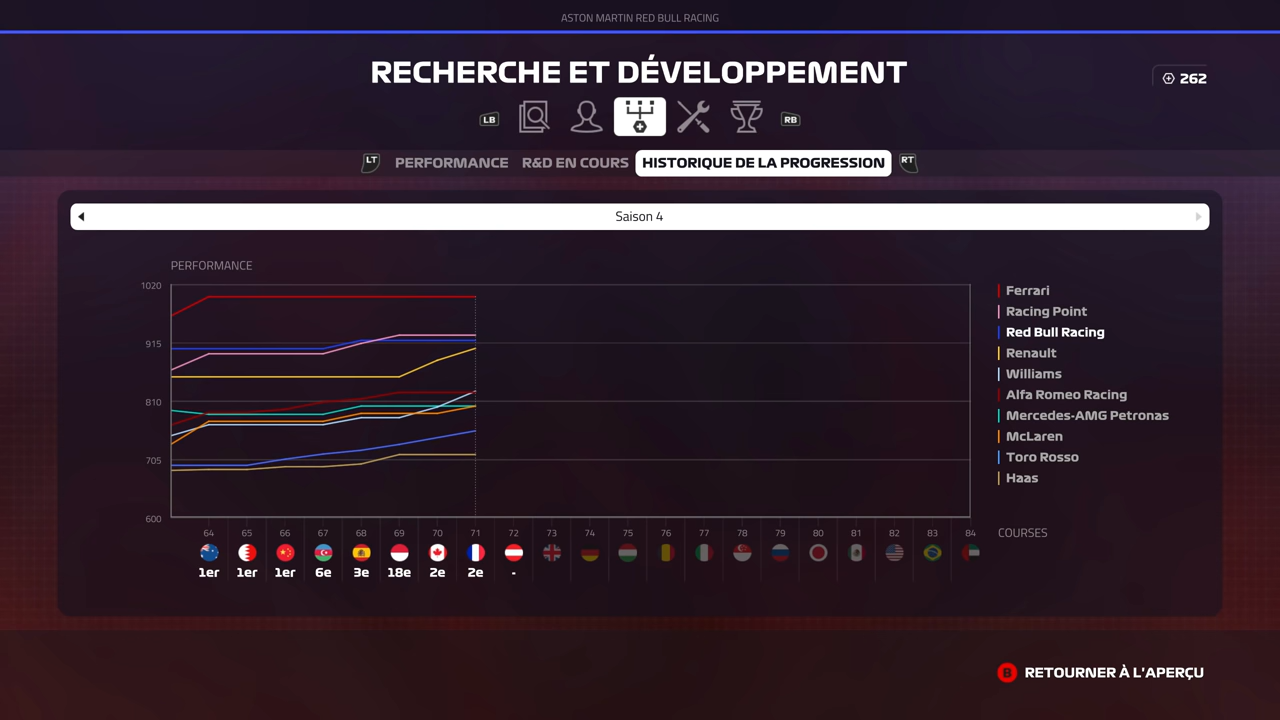 ASTON MARTIN RED BULL RACING
RECHERCHE ET DÉVELOPPEMENT
262
LB RB
LT PERFORMANCE R&D EN COURS HISTORIQUE DE LA PROGRESSION RT
Saison 4
PERFORMANCE
1020
915
810
705
600
Ferrari
Racing Point
Red Bull Racing
Renault
Williams
Alfa Romeo Racing
Mercedes-AMG Petronas
McLaren
Toro Rosso
Haas
64 65 66 67 68 69 70 71 72 73 74 75 76 77 78 79 80 81 82 83 84 COURSES
1er 1er 1er 6e 3e 18e 2e 2e -
B RETOURNER À L'APERÇU